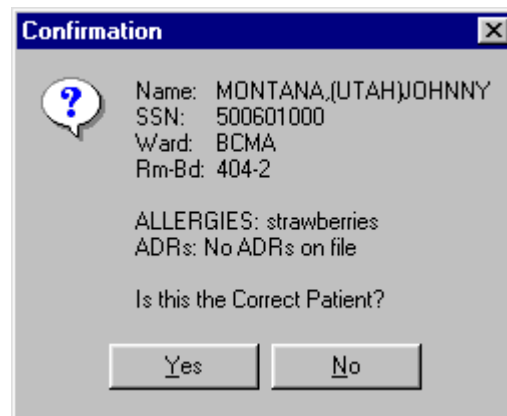 Confirmation
Name: MONTANA,(UTAH)JOHNNY
SSN: 500601000
Ward: BCMA
Rm-Bd: 404-2
ALLERGIES: strawberries
ADRs: No ADRs on file
Is this the Correct Patient?
Yes No